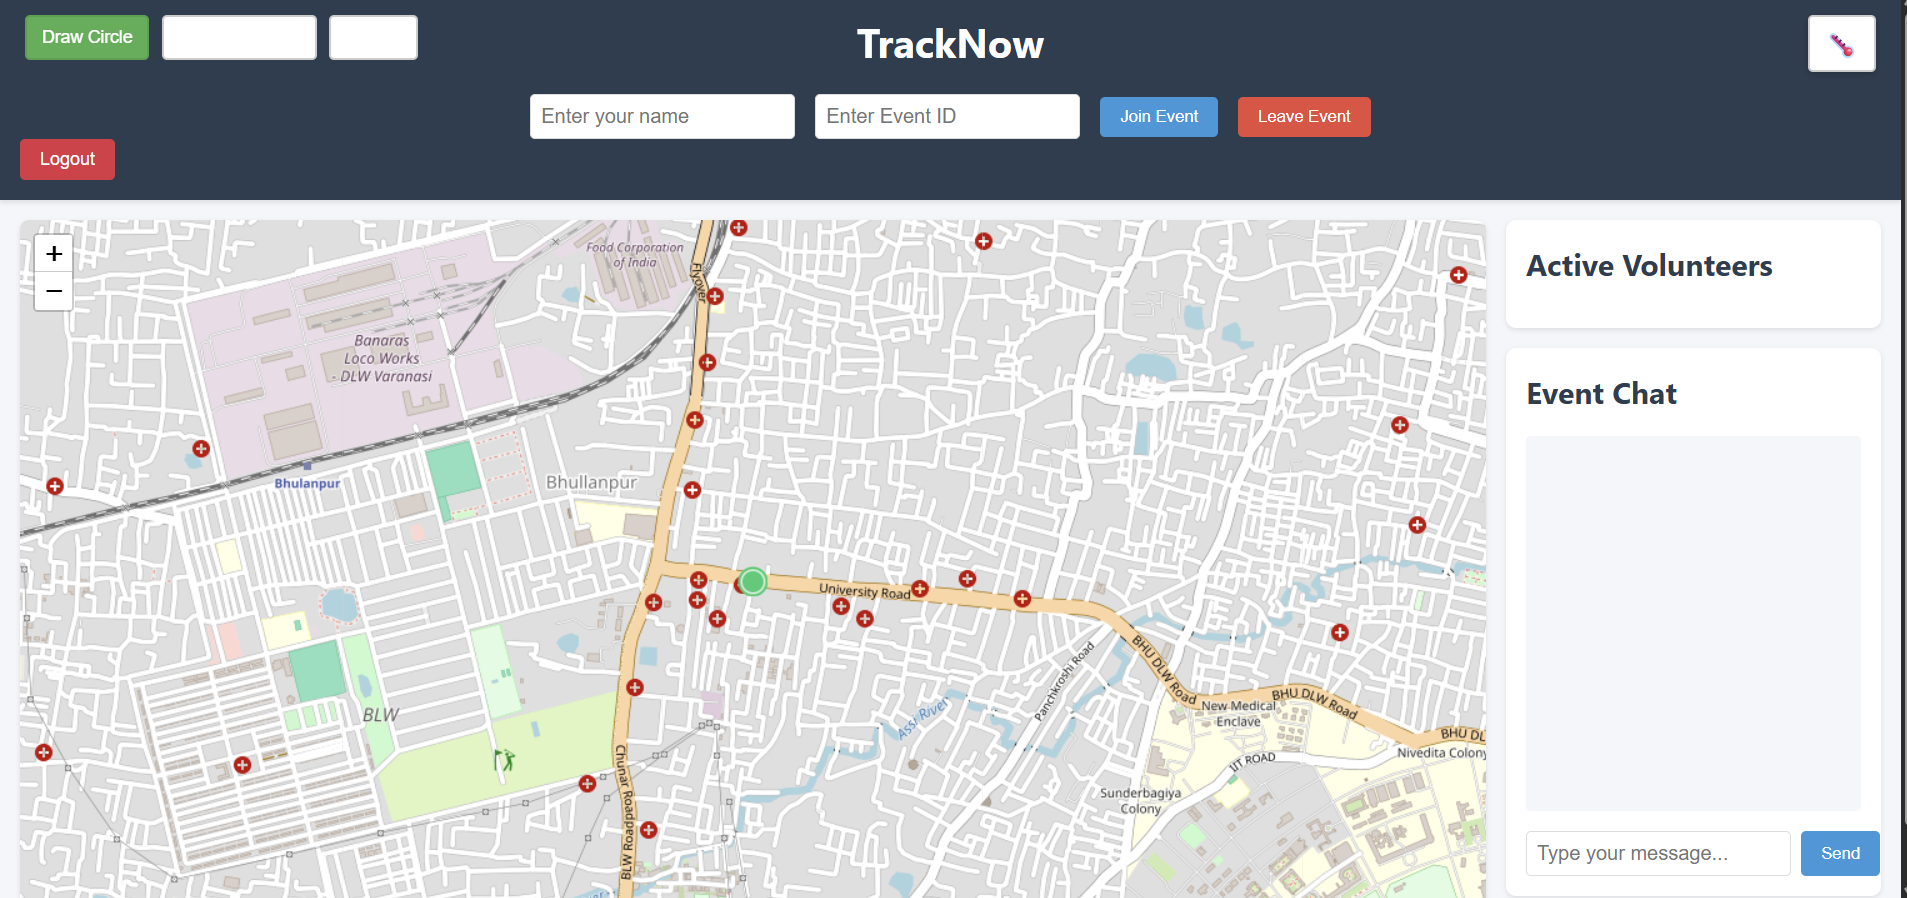 Draw Circle
TrackNow
Enter your name
Enter Event ID
Join Event
Leave Event
Logout
+
−
Food Corporation
of India
Flyover
Banaras
Loco Works
- DLW Varanasi
Bhulanpur
Bhullanpur
University Road
BHU DLW Road
Panchkroshi Road
BHU DLW Road
BHU DL
New Medical
Enclave
Nivedita Colony
IIT ROAD
Assi River
Sunderbagiya
Colony
BLW
Chunar Road
BLW Road
Active Volunteers
Event Chat
Type your message...
Send